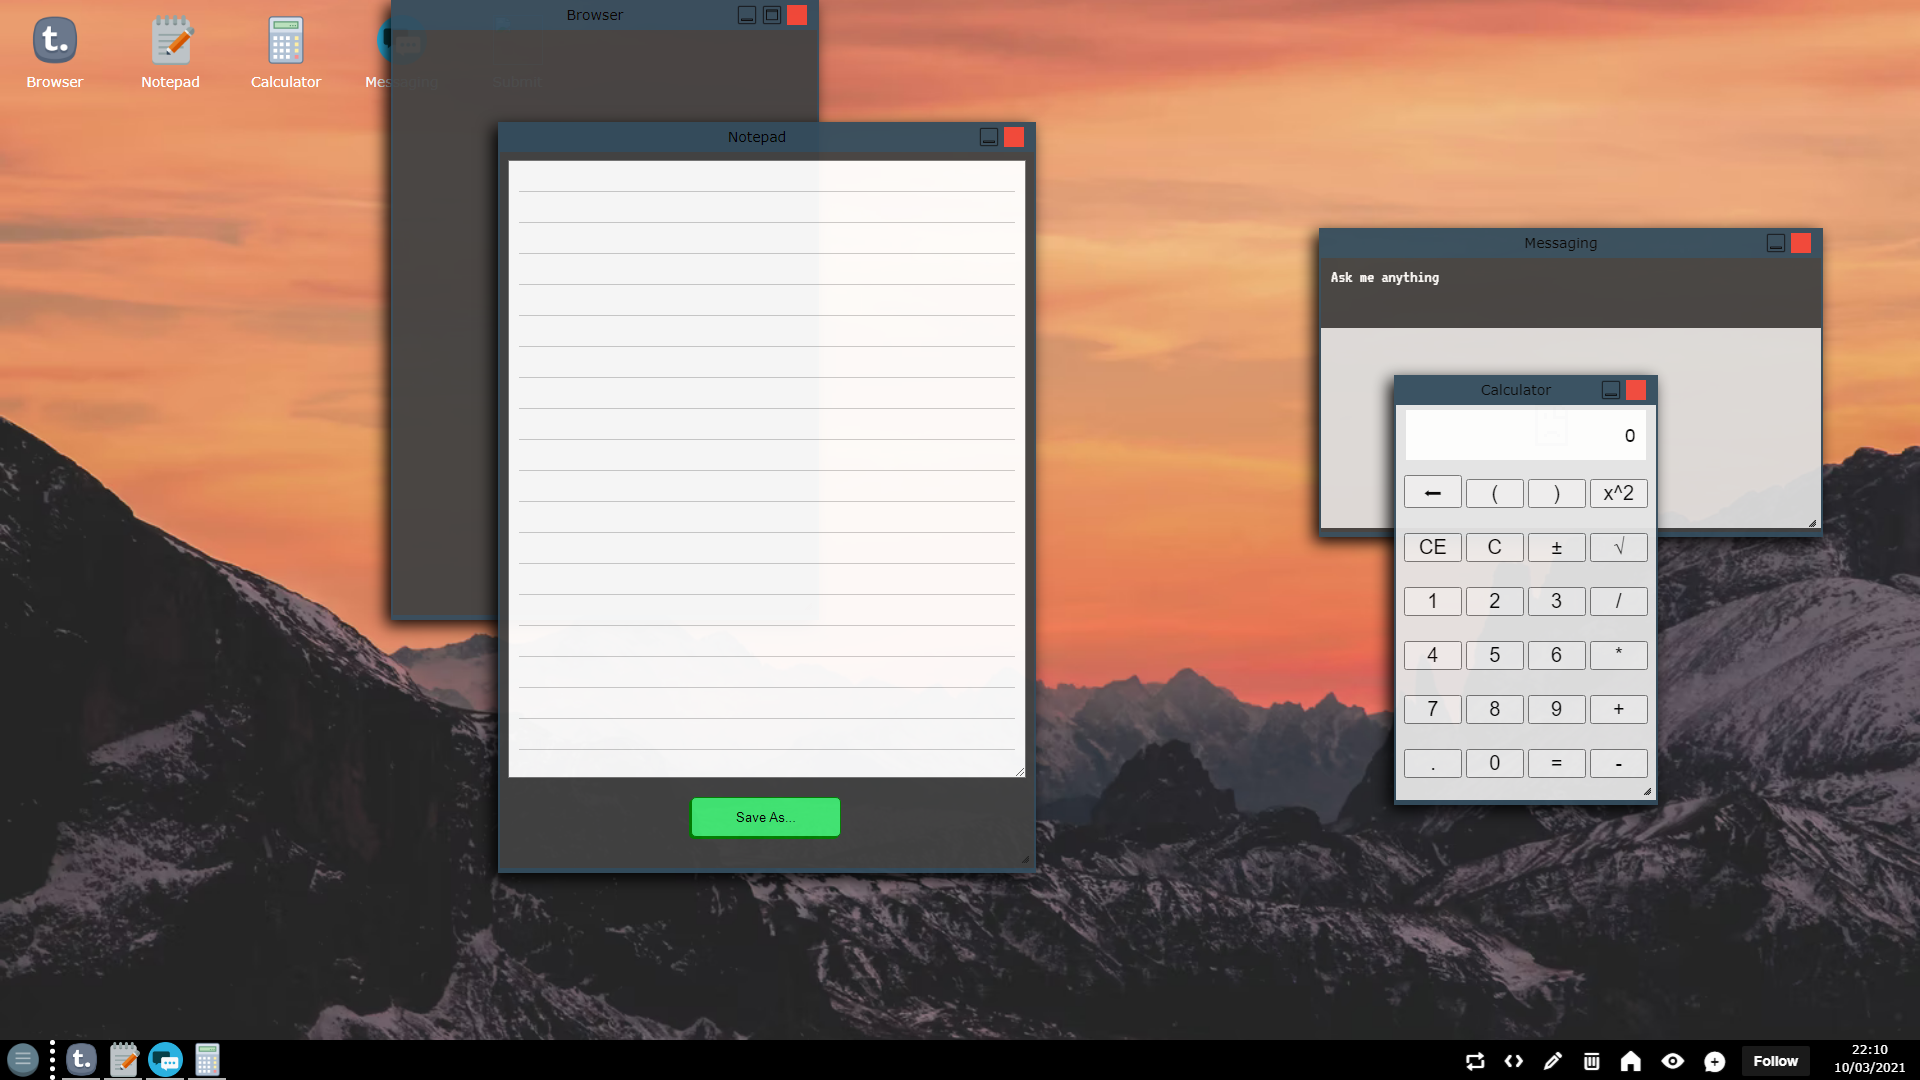 Browser
Notepad
Calculator
Messaging
Submit
Browser
Notepad
Save As...
Messaging
Ask me anything
Calculator
0
( ) x^2
CE C ± √
1 2 3 /
4 5 6 *
7 8 9 +
. 0 = -
t.
t.
Follow
22:10
10/03/2021